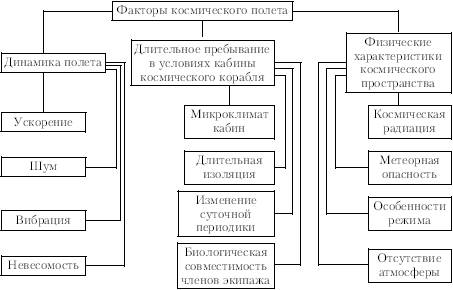 Факторы космического полета
Динамика полета
Ускорение
Шум
Вибрация
Невесомость
Длительное пребывание
в условиях кабины
космического корабля
Микроклимат
кабин
Длительная
изоляция
Изменение
суточной
периодики
Биологическая
совместимость
членов экипажа
Физические
характеристики
космического
пространства
Космическая
радиация
Метеорная
опасность
Особенности
режима
Отсутствие
атмосферы